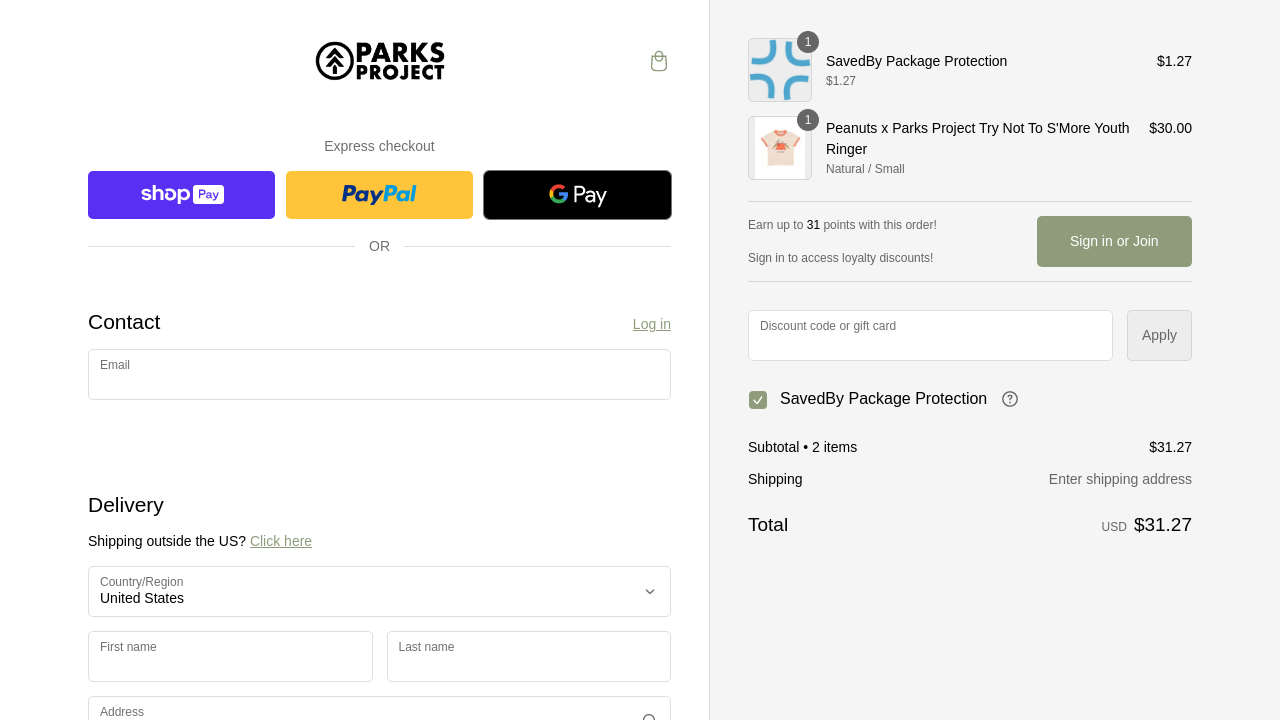 PARKS
PROJECT
Express checkout
shop Pay
PayPal
G Pay
OR
Contact
Log in
Email
Delivery
Shipping outside the US? Click here
Country/Region
United States
First name
Last name
Address
1
SavedBy Package Protection
$1.27
$1.27
1
Peanuts x Parks Project Try Not To S'More Youth
Ringer
$30.00
Natural / Small
Earn up to 31 points with this order!
Sign in to access loyalty discounts!
Sign in or Join
Discount code or gift card
Apply
SavedBy Package Protection
Subtotal • 2 items
$31.27
Shipping
Enter shipping address
Total
USD $31.27